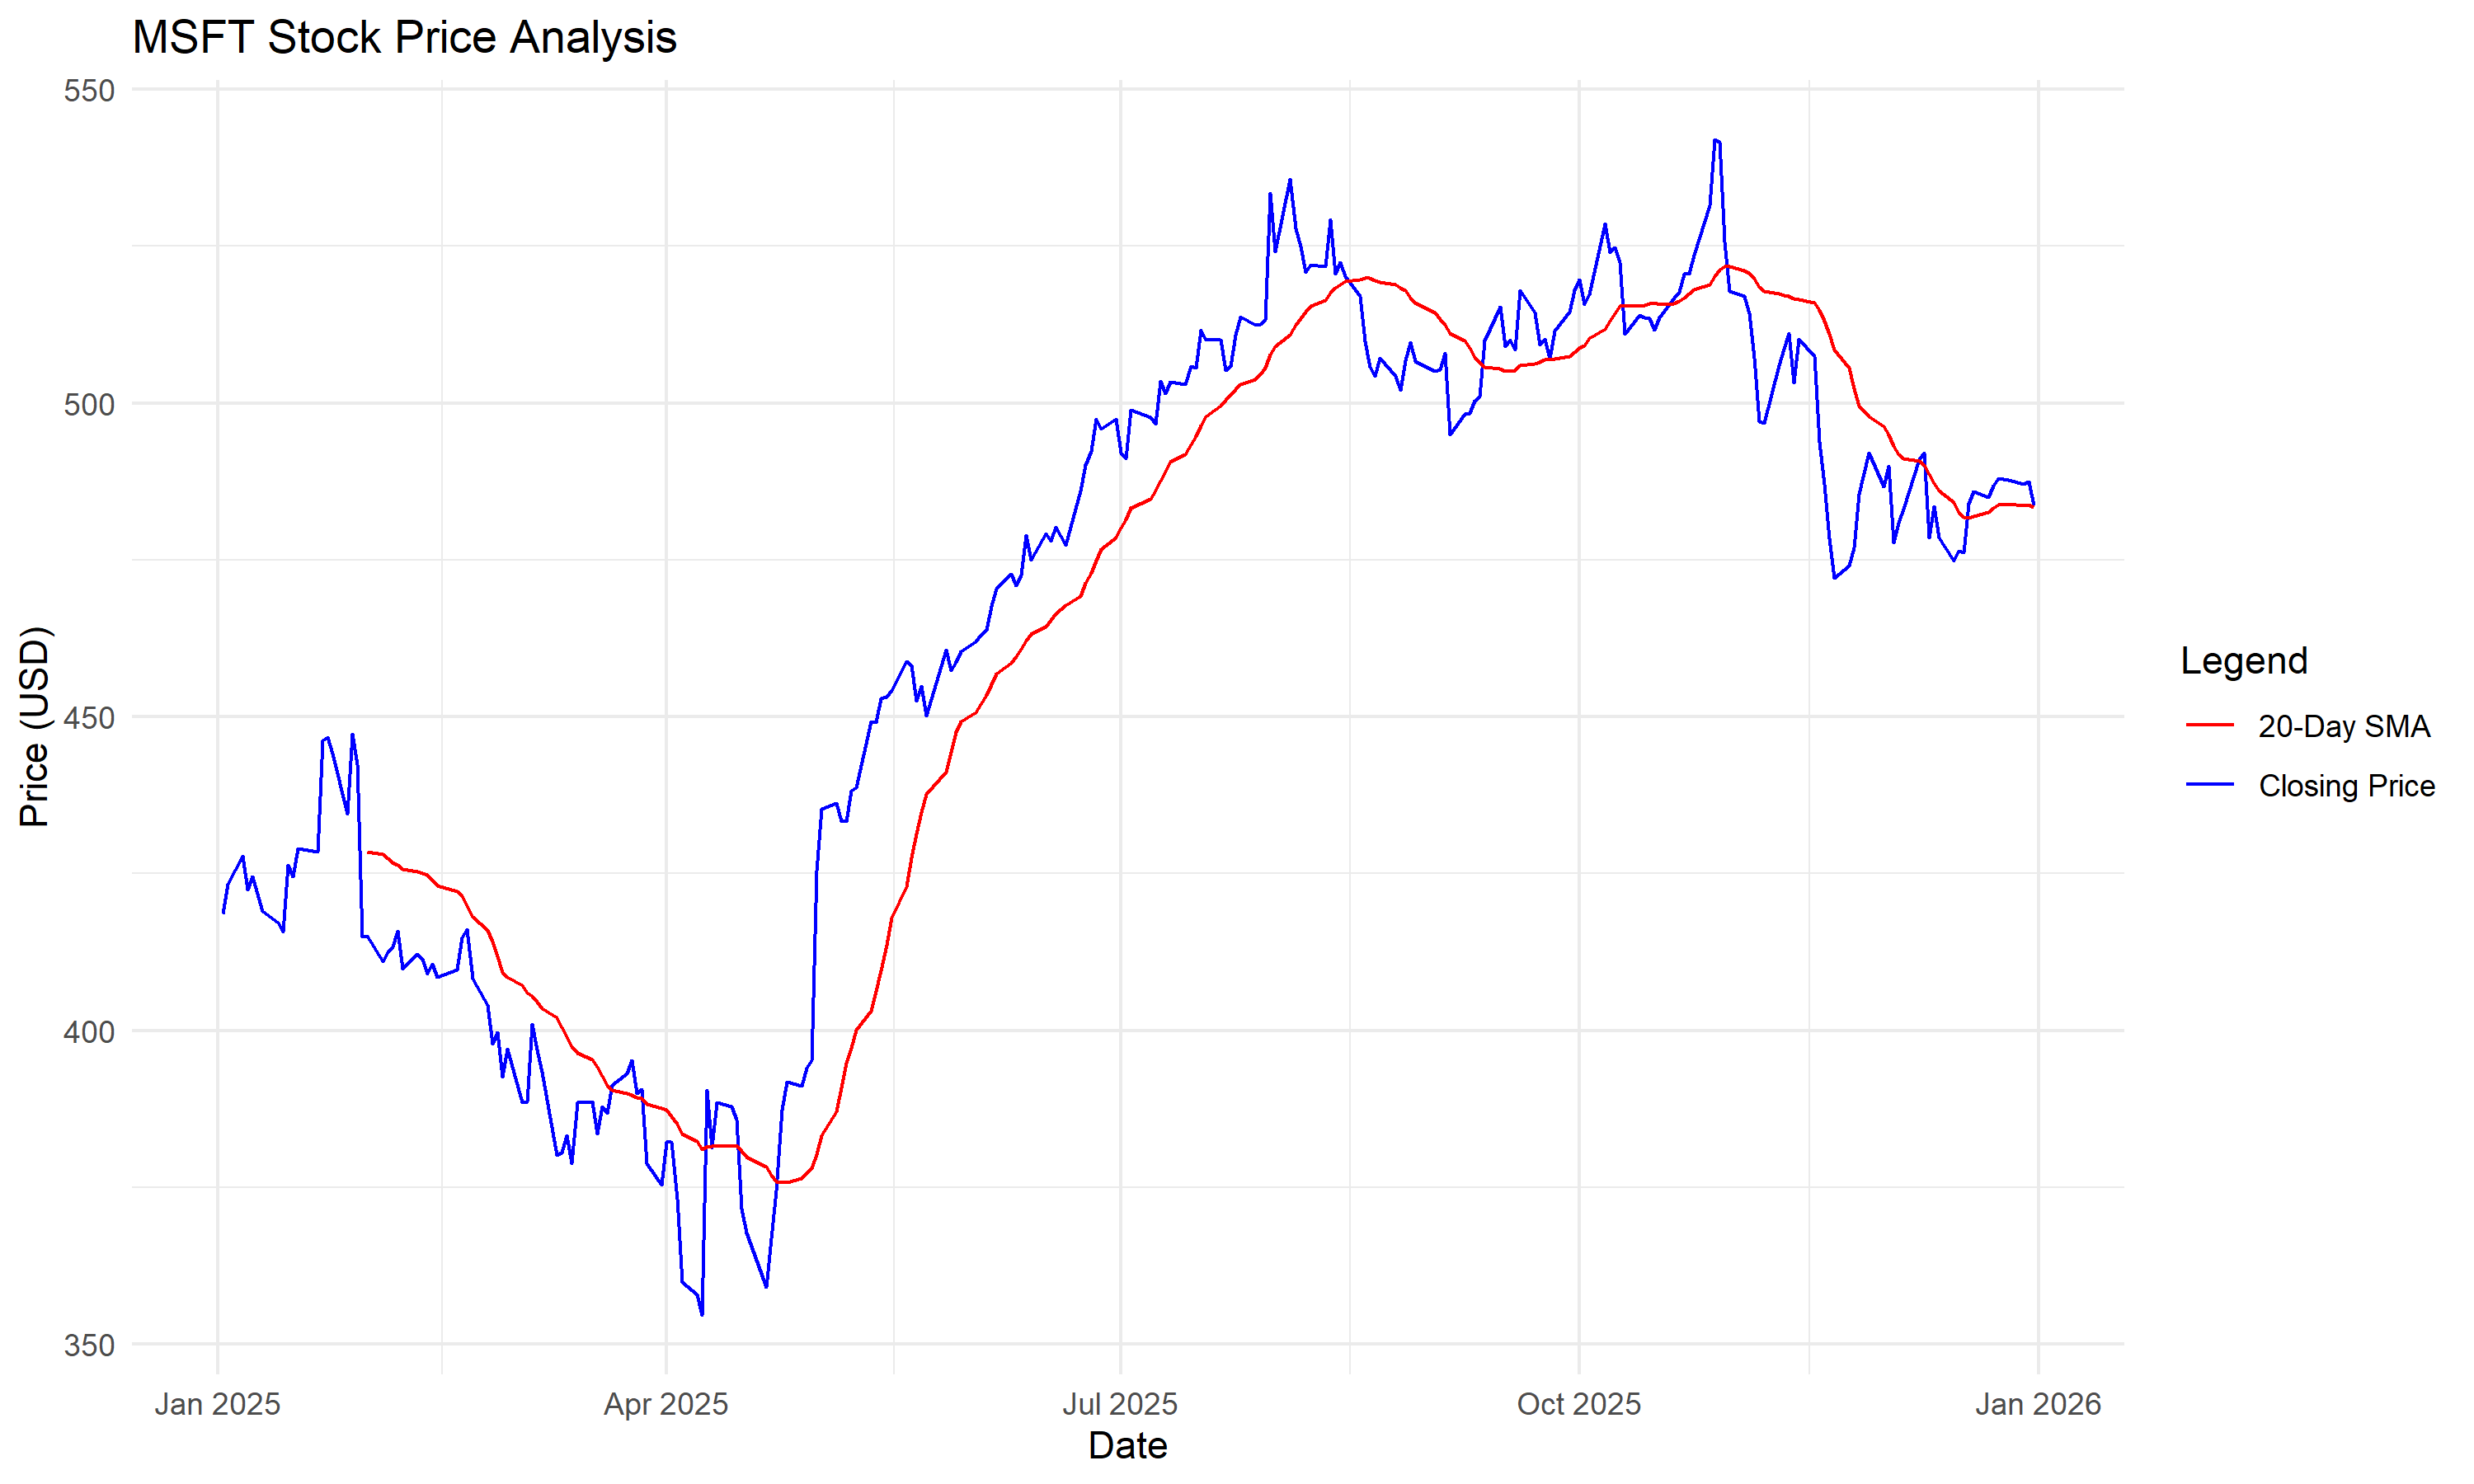 MSFT Stock Price Analysis
550
500
450
400
350
Price (USD)
Jan 2025
Apr 2025
Jul 2025
Oct 2025
Jan 2026
Date
Legend
20-Day SMA
Closing Price